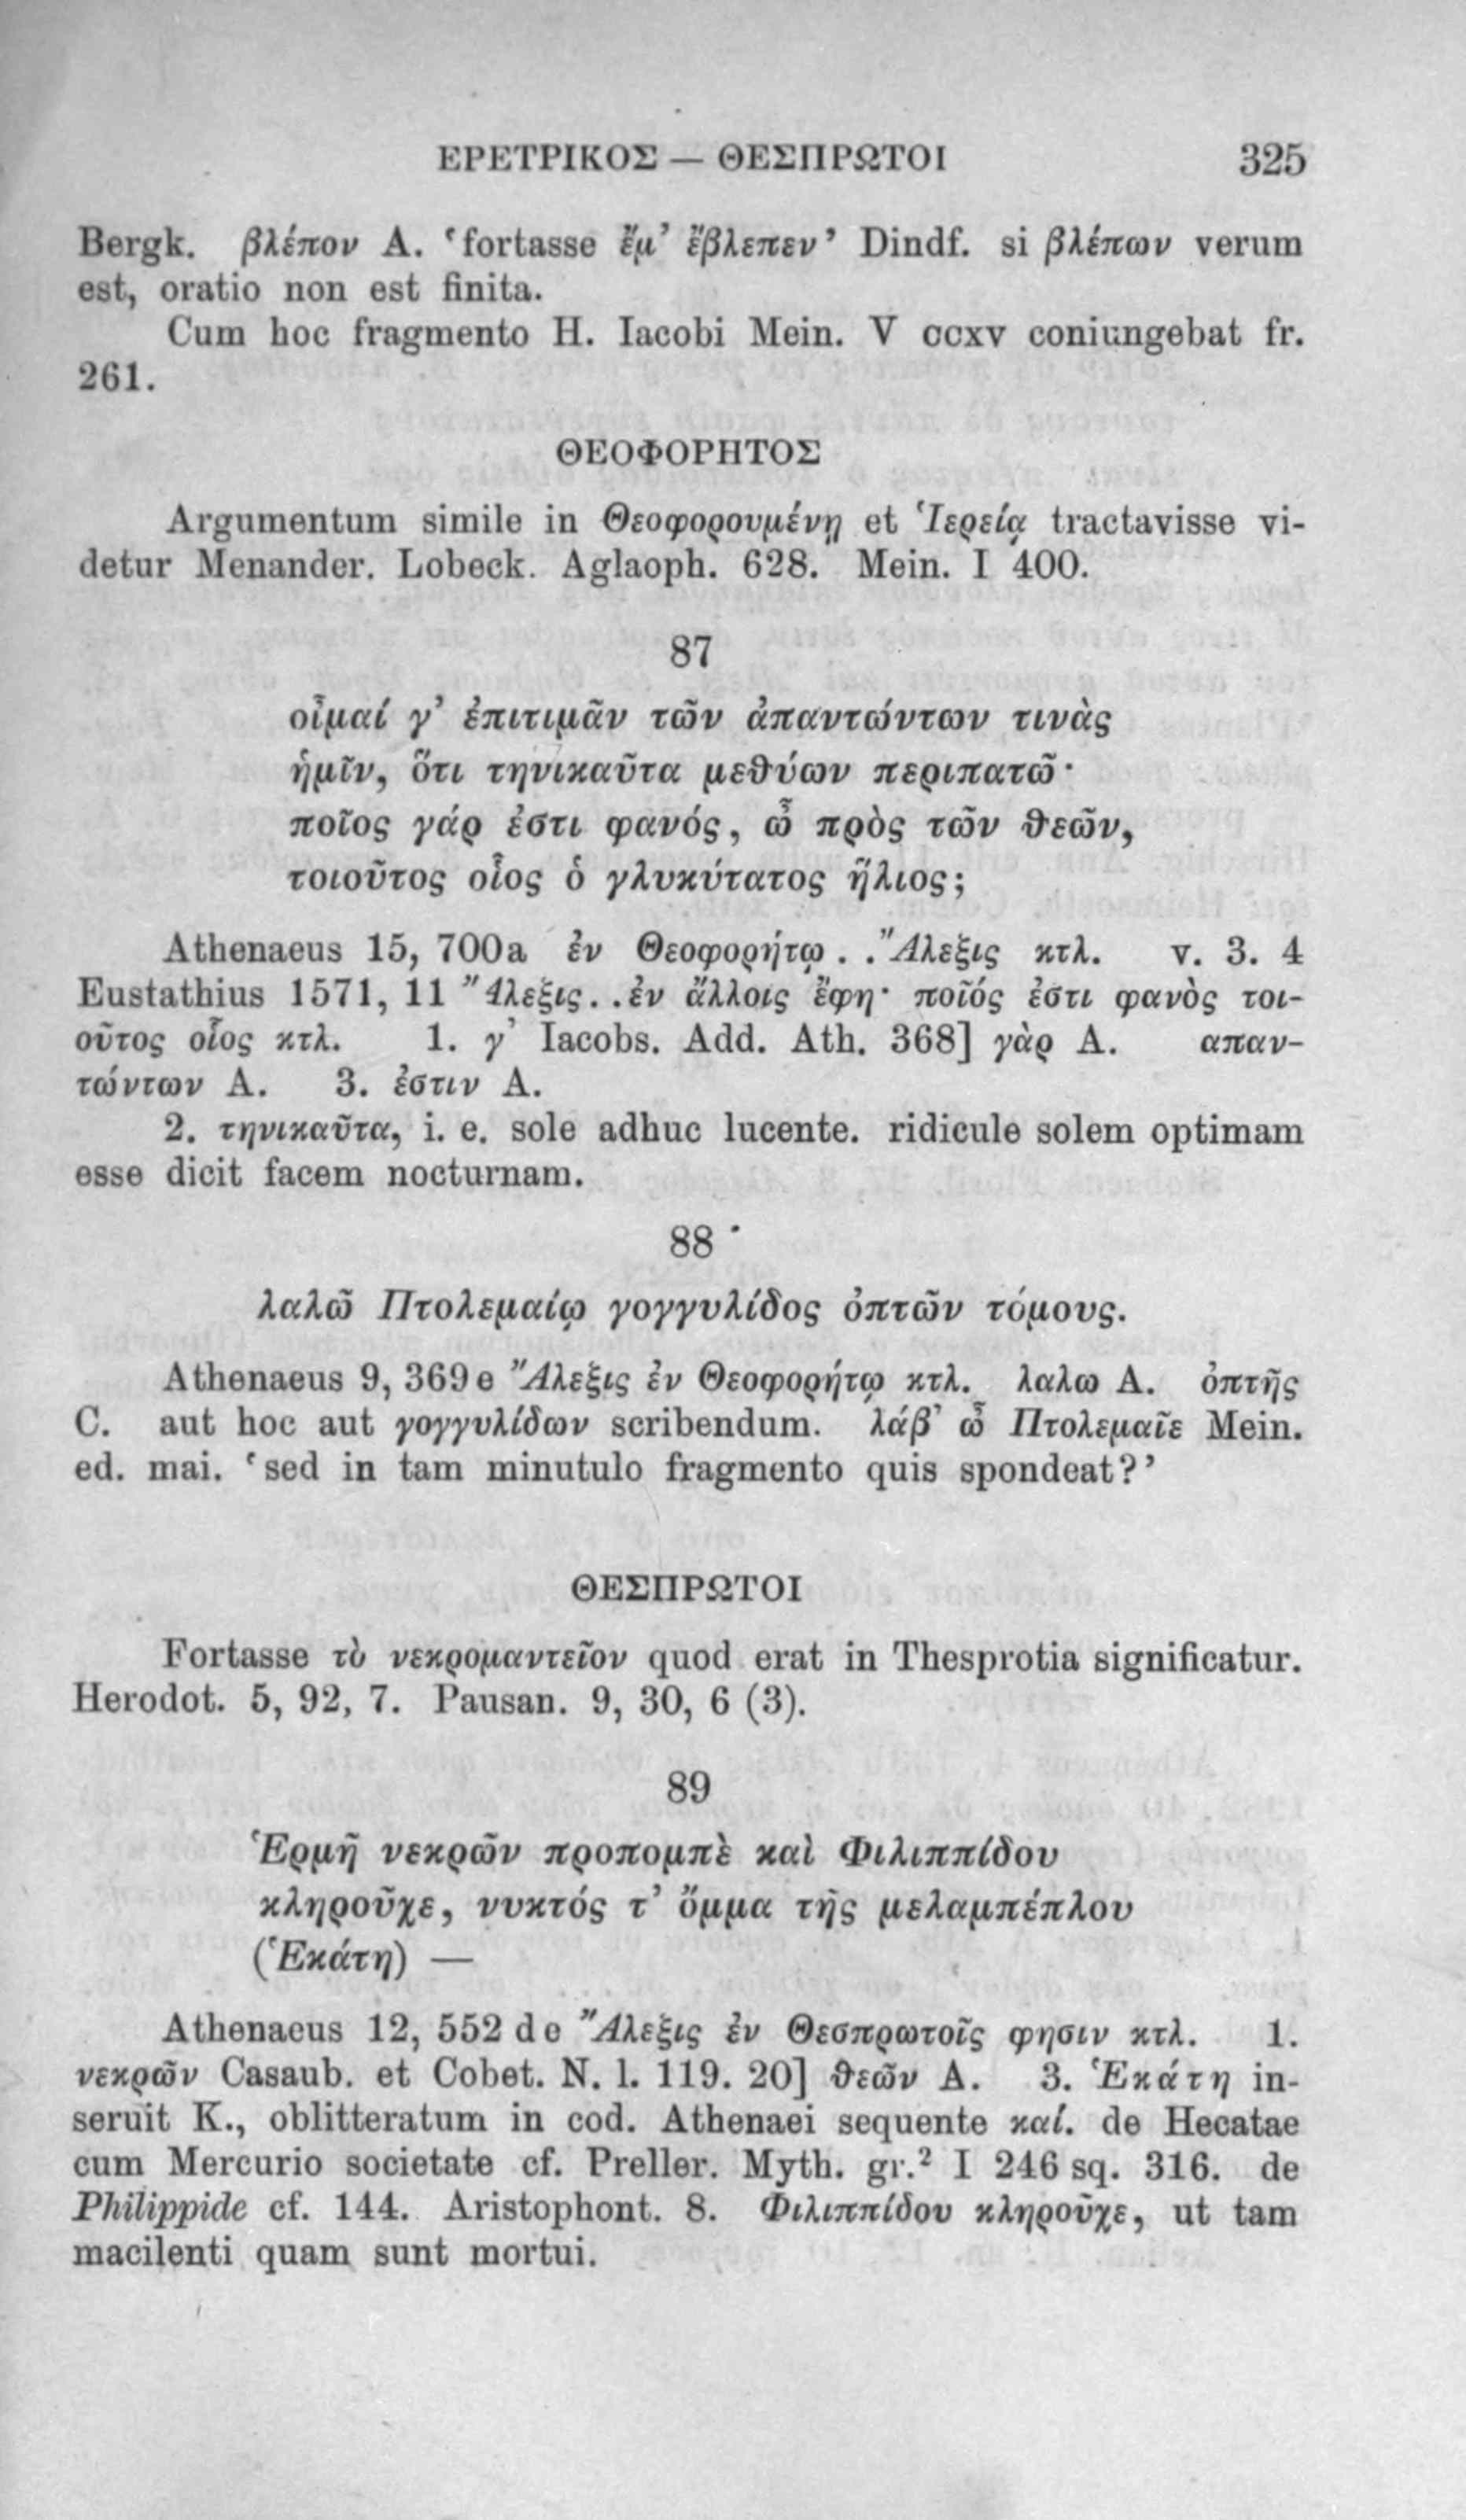 ΕΡΕΤΡΙΚΟΣ — ΘΕΣΠΡΩΤΟΙ 325
Bergk. βλέπον A. ‘fortasse ἔμ’ ἔβλεπεν’ Dindf. si βλέπων verum
est, oratio non est finita.
Cum hoc fragmento H. Iacobi Mein. V ccxv coniungebat fr.
261.
ΘΕΟΦΟΡΗΤΟΣ
Argumentum simile in Θεοφορουμένῃ et Ἱερείᾳ tractavisse vi-
detur Menander. Lobeck. Aglaoph. 628. Mein. I 400.
87
οἶμαί γ’ ἐπιτιμᾶν τῶν ἀπαντώντων τινὰς
ἡμῖν, ὅτι τηνικαῦτα μεθύων περιπατῶ·
ποῖος γάρ ἐστι φανός, ὦ πρὸς τῶν θεῶν,
τοιοῦτος οἷος ὁ γλυκύτατος ἥλιος;
Athenaeus 15, 700a ἐν Θεοφορήτῳ . . Ἄλεξις κτλ. v. 3. 4
Eustathius 1571, 11 Ἄλεξις . . ἐν ἄλλοις ἔφη· ποῖός ἐστι φανὸς τοι-
οῦτος οἷος κτλ. 1. γ’ Iacobs. Add. Ath. 368] γὰρ A. απαν-
τώντων A. 3. ἐστιν A.
2. τηνικαῦτα, i. e. sole adhuc lucente. ridicule solem optimam
esse dicit facem nocturnam.
88
λαλῶ Πτολεμαίῳ γογγυλίδος ὀπτῶν τόμους.
Athenaeus 9, 369e Ἄλεξις ἐν Θεοφορήτῳ κτλ. λαλω A. ὀπτῆς
C. aut hoc aut γογγυλίδων scribendum. λάβ’ ὦ Πτολεμαῖε Mein.
ed. mai. ‘sed in tam minutulo fragmento quis spondeat?’
ΘΕΣΠΡΩΤΟΙ
Fortasse τὸ νεκρομαντεῖον quod erat in Thesprotia significatur.
Herodot. 5, 92, 7. Pausan. 9, 30, 6 (3).
89
Ἑρμῆ νεκρῶν προπομπὲ καὶ Φιλιππίδου
κληροῦχε, νυκτός τ’ ὄμμα τῆς μελαμπέπλου
(Ἑκάτη) —
Athenaeus 12, 552 de Ἄλεξις ἐν Θεσπρωτοῖς φησιν κτλ. 1.
νεκρῶν Casaub. et Cobet. N. l. 119. 20] θεῶν A. 3. Ἑκάτη in-
seruit K., oblitteratum in cod. Athenaei sequente καί. de Hecatae
cum Mercurio societate cf. Preller. Myth. gr.² I 246 sq. 316. de
Philippide cf. 144. Aristophont. 8. Φιλιππίδου κληροῦχε, ut tam
macilenti quam sunt mortui.